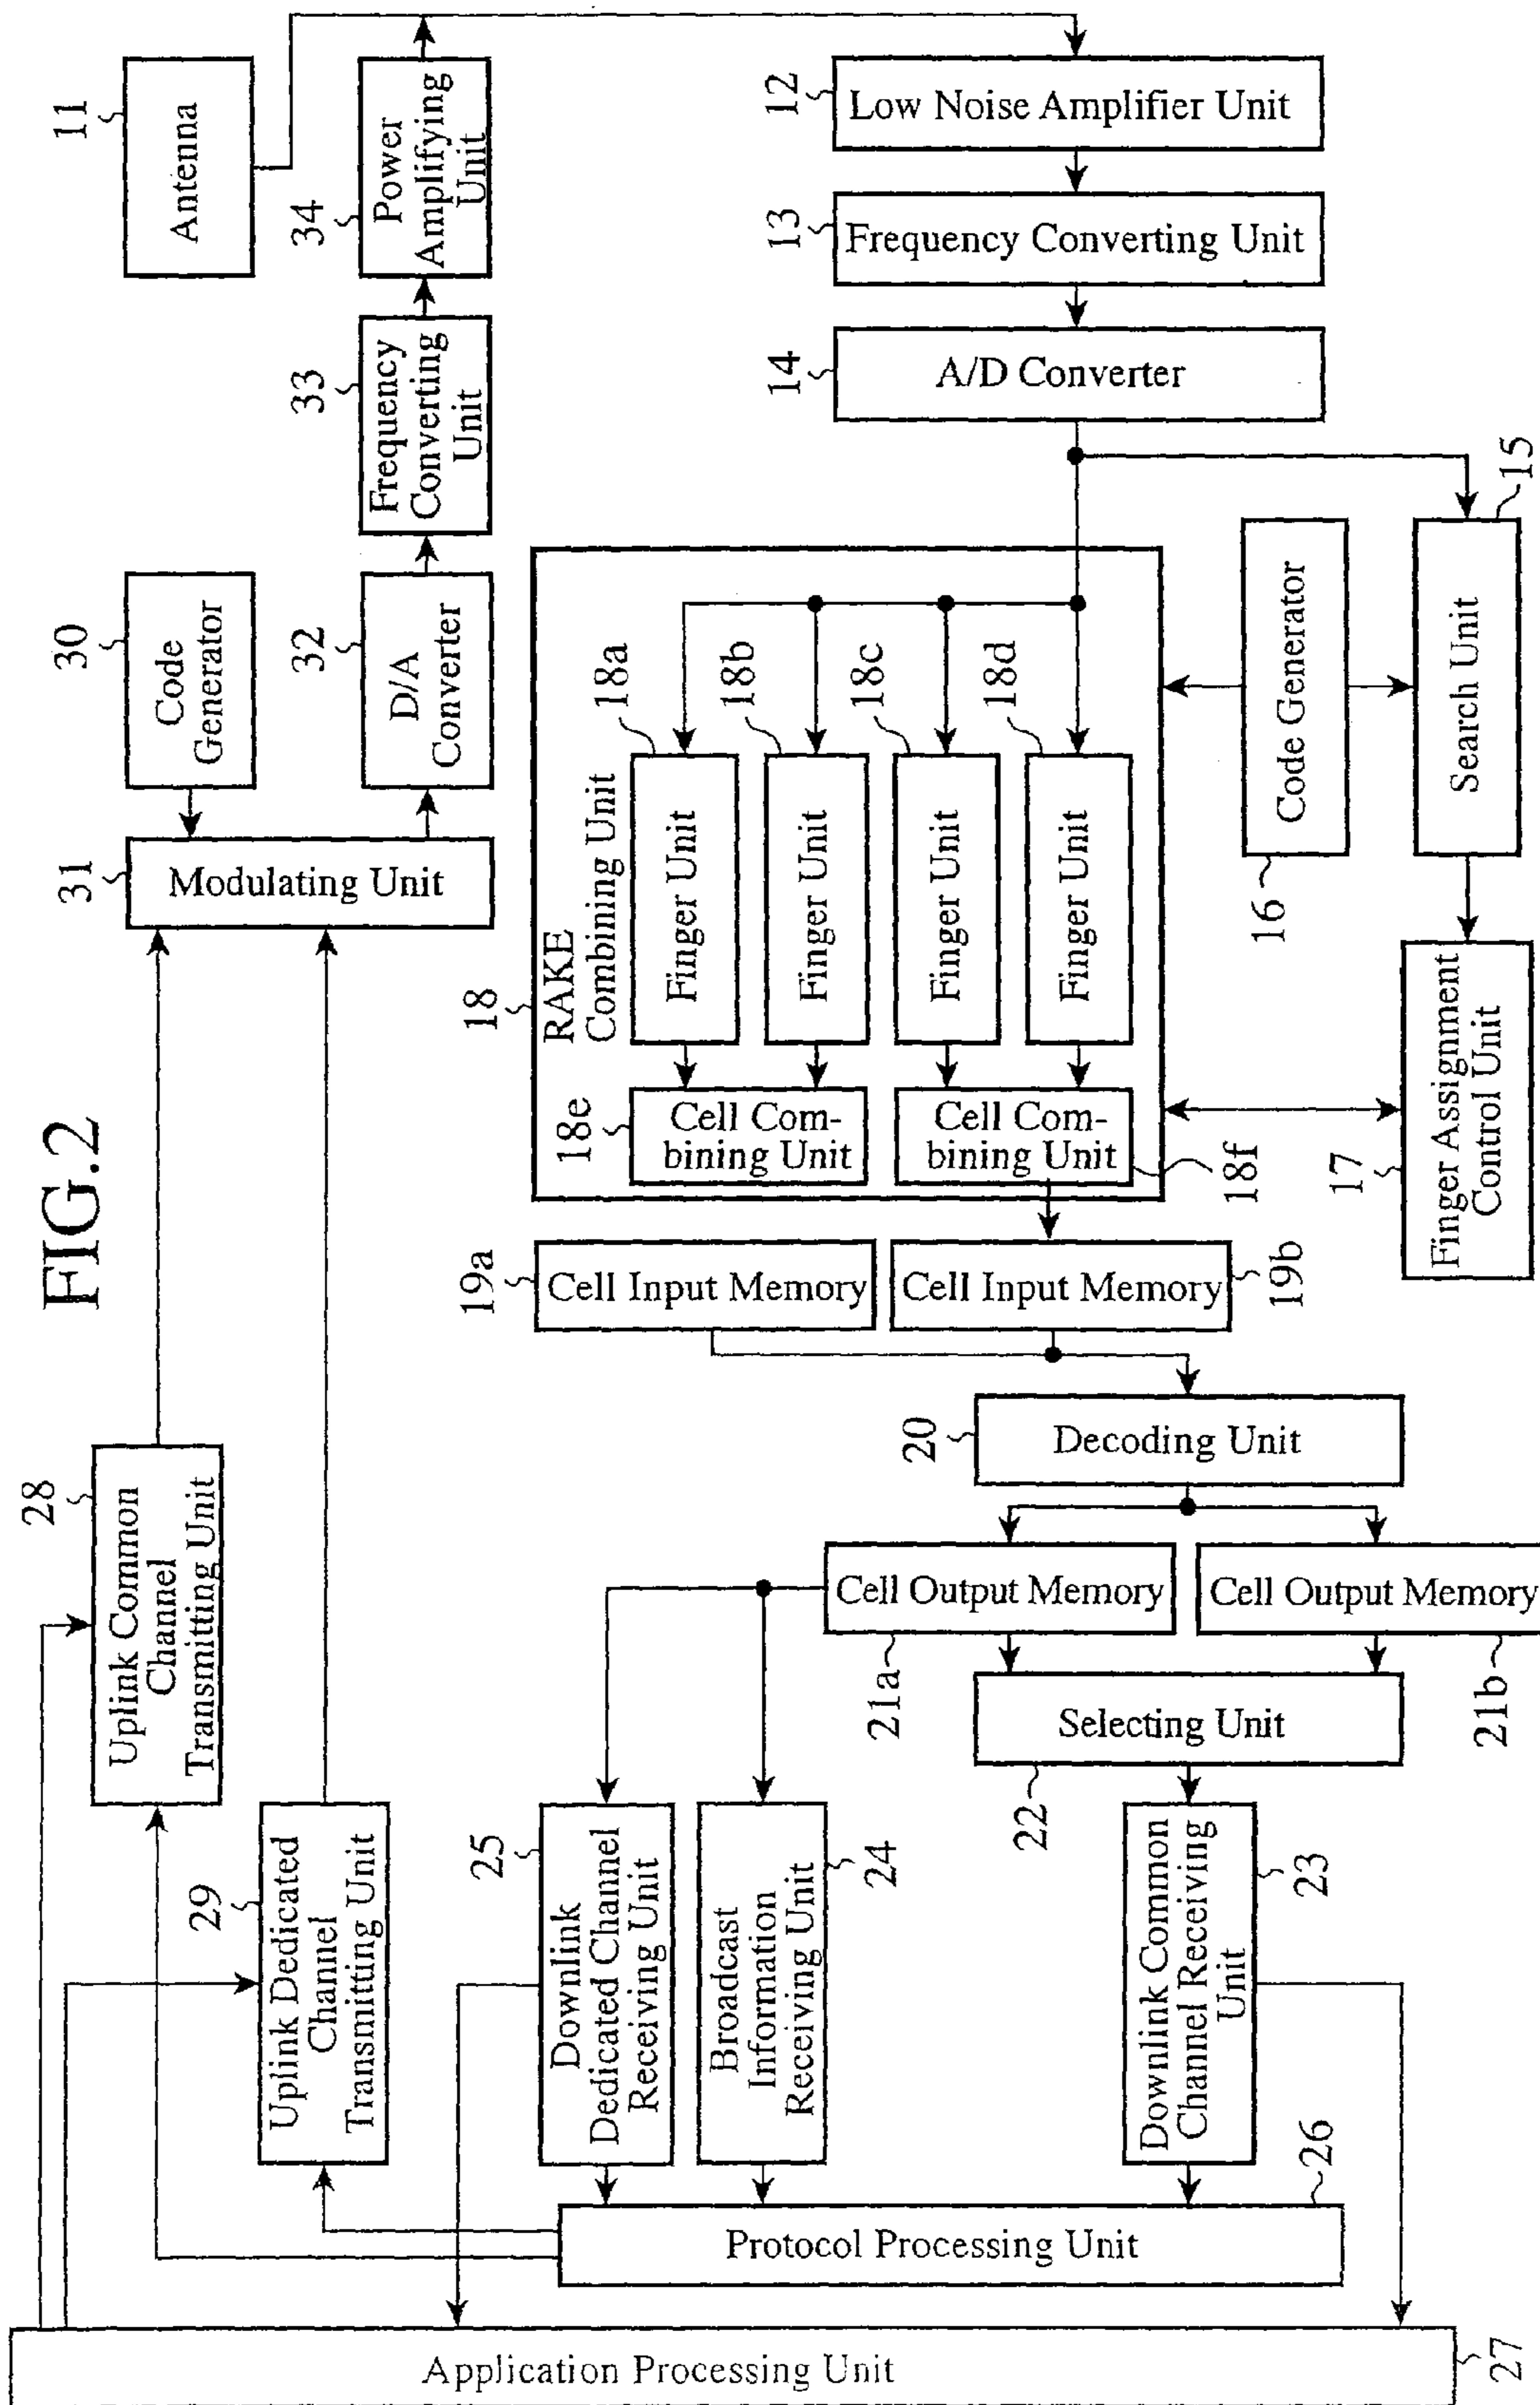 FIG.2
11
Antenna
34
Power
Amplifying
Unit
33
Frequency
Converting
Unit
30
Code
Generator
32
D/A
Converter
31
Modulating Unit
12
Low Noise Amplifier Unit
13
Frequency Converting Unit
14
A/D Converter
15
Search Unit
16
Code Generator
17
Finger Assignment
Control Unit
18
RAKE
Combining Unit
18a
Finger Unit
18b
Finger Unit
18c
Finger Unit
18d
Finger Unit
18e
Cell Com-
bining Unit
18f
Cell Com-
bining Unit
19a
Cell Input Memory
19b
Cell Input Memory
20
Decoding Unit
21a
Cell Output Memory
21b
Cell Output Memory
22
Selecting Unit
28
Uplink Common
Channel
Transmitting Unit
29
Uplink Dedicated
Channel
Transmitting Unit
25
Downlink
Dedicated Channel
Receiving Unit
24
Broadcast
Information
Receiving Unit
23
Downlink Common
Channel Receiving
Unit
26
Protocol Processing Unit
27
Application Processing Unit